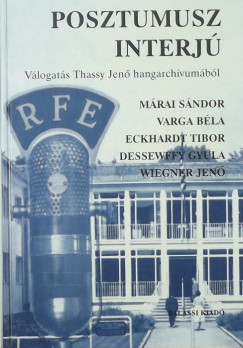 POSZTUMUSZ
INTERJÚ
Válogatás Thassy Jenő hangarchívumából
MÁRAI SÁNDOR
VARGA BÉLA
ECKHARDT TIBOR
DESSEWFFY GYULA
WIEGNER JENŐ
RFE
BALASSI KIADÓ